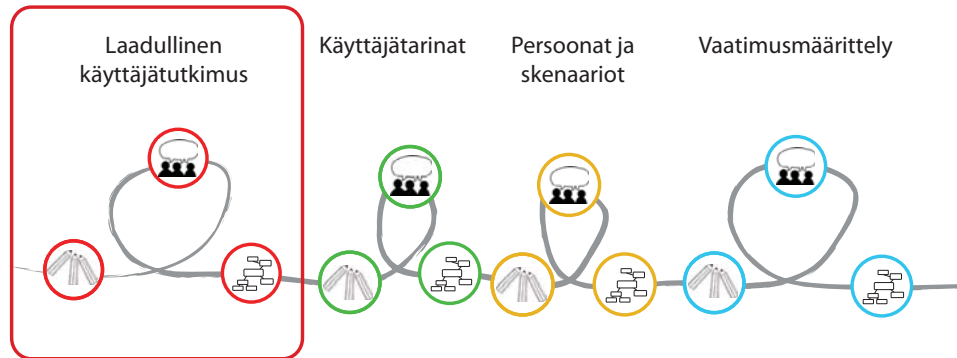 Laadullinen
käyttäjätutkimus
Käyttäjätarinat
Persoonat ja
skenaariot
Vaatimusmäärittely